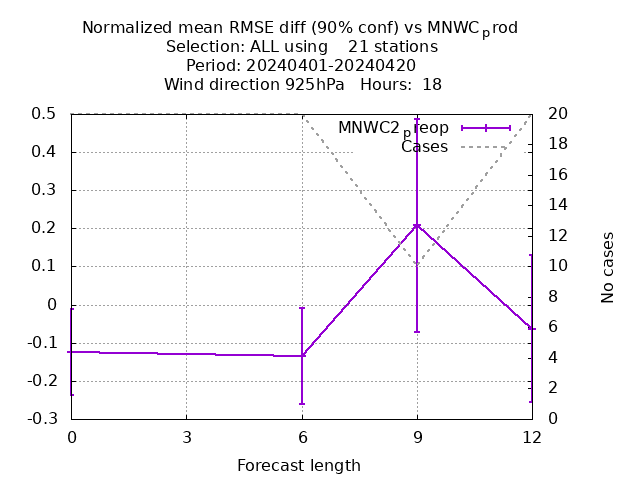 Normalized mean RMSE diff (90% conf) vs MNWCprod
Selection: ALL using    21 stations
Period: 20240401-20240420
Wind direction 925hPa   Hours:  18
MNWC2preop
Cases
0.5
0.4
0.3
0.2
0.1
0
-0.1
-0.2
-0.3
20
18
16
14
12
10
8
6
4
2
0
No cases
0 3 6 9 12
Forecast length